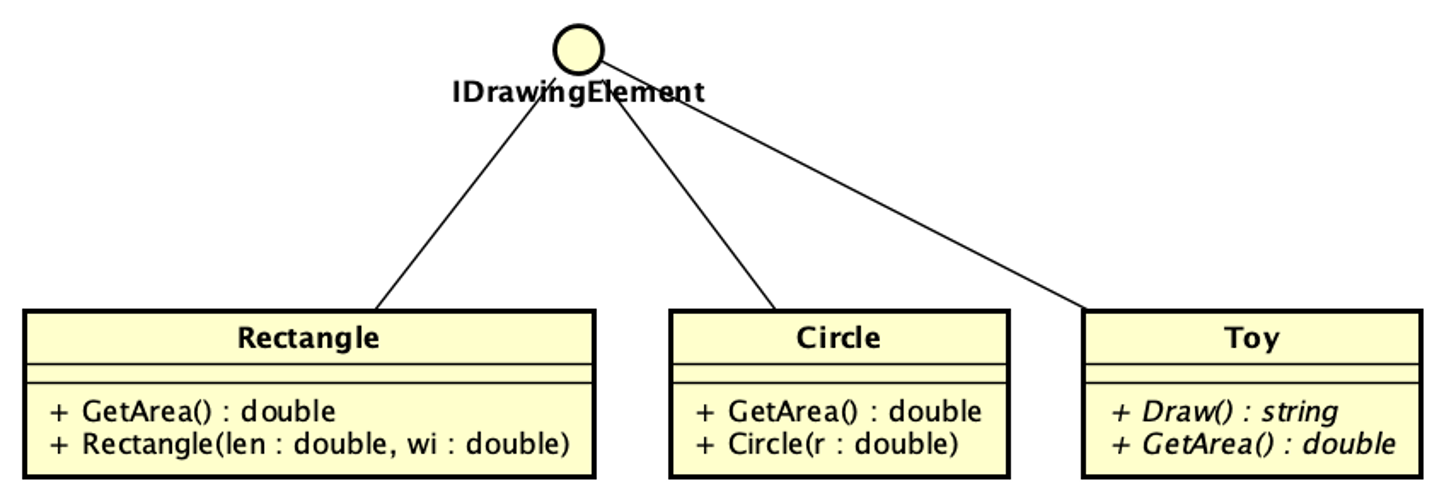 IDrawingElement
Rectangle
+ GetArea() : double
+ Rectangle(len : double, wi : double)
Circle
+ GetArea() : double
+ Circle(r : double)
Toy
+ Draw() : string
+ GetArea() : double